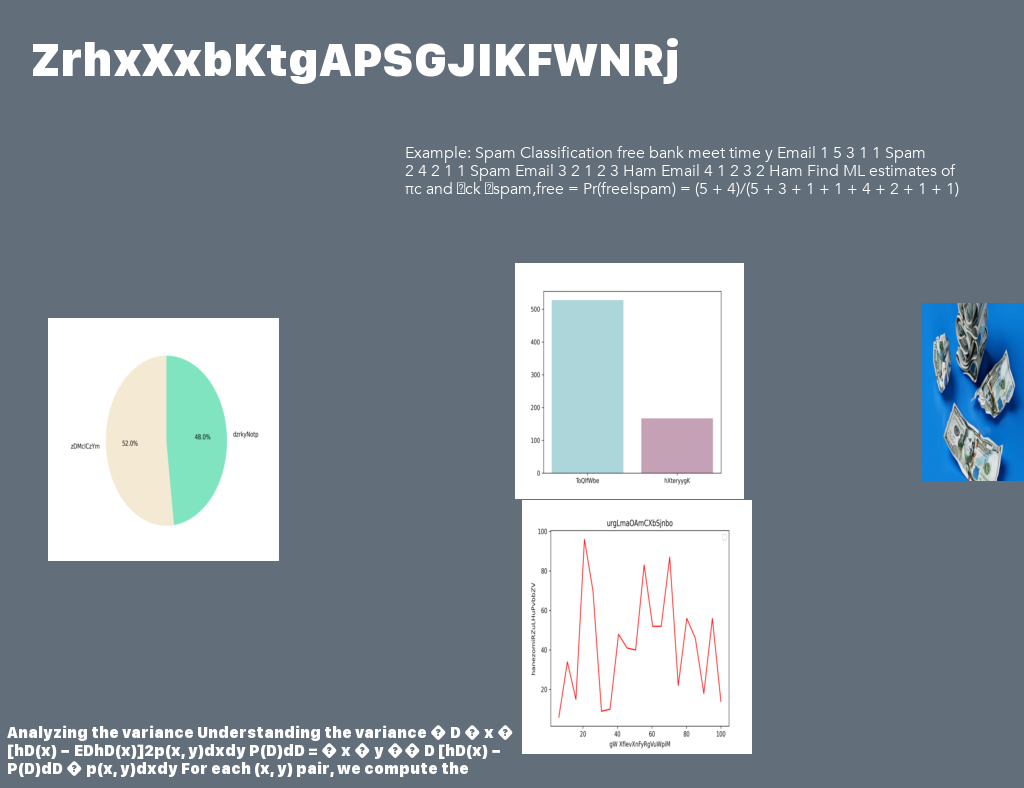 ZrhxXxbKtgAPSGJIKFWNRj
Example: Spam Classification free bank meet time y Email 1 5 3 1 1 Spam
2 4 2 1 1 Spam Email 3 2 1 2 3 Ham Email 4 1 2 3 2 Ham Find ML estimates of
πc and �ck �spam,free = Pr(free|spam) = (5 + 4)/(5 + 3 + 1 + 1 + 4 + 2 + 1 + 1)
500
400
300
200
100
0
ToQlfWbe hXteryygK
zDMclCzYm 52.0% 48.0% dzrkyNotp
urgLmaOAmCXbSjnbo
100
80
60
40
20
20 40 60 80 100
Analyzing the variance Understanding the variance � D � x �
[hD(x) − EDhD(x)]2p(x, y)dxdy P(D)dD = � x � y �� D [hD(x) −
P(D)dD � p(x, y)dxdy For each (x, y) pair, we compute the